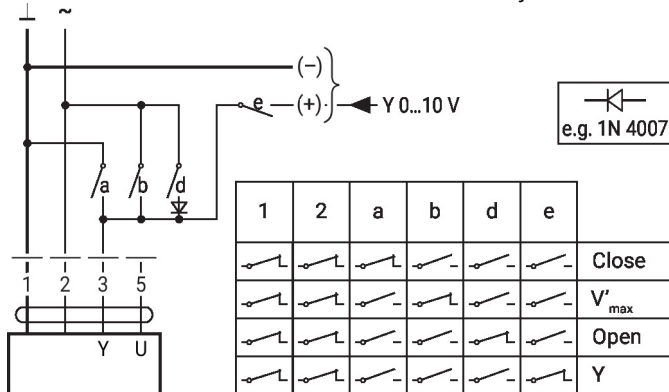 ⊥ ~
(–)
e (+) Y 0...10 V
e.g. 1N 4007
a b d
1 2 a b d e
Close
V'max
Open
Y
1 2 3 5
Y U